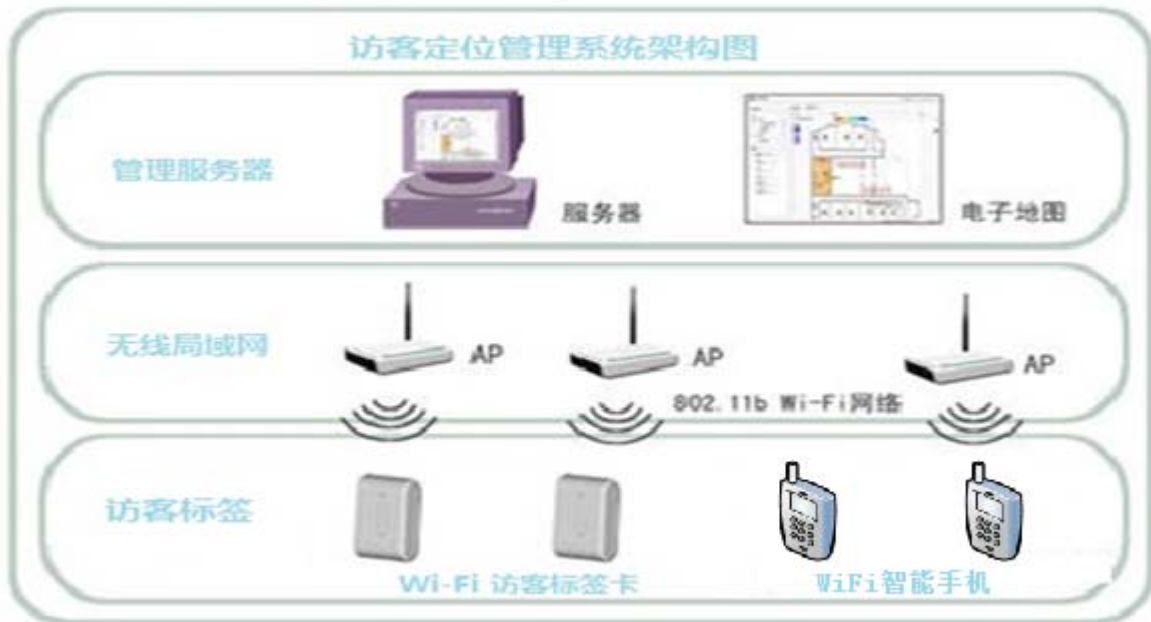 访客定位管理系统架构图
管理服务器
服务器
电子地图
无线局域网
AP
AP
AP
802.11b Wi-Fi网络
访客标签
Wi-Fi 访客标签卡
WiFi智能手机